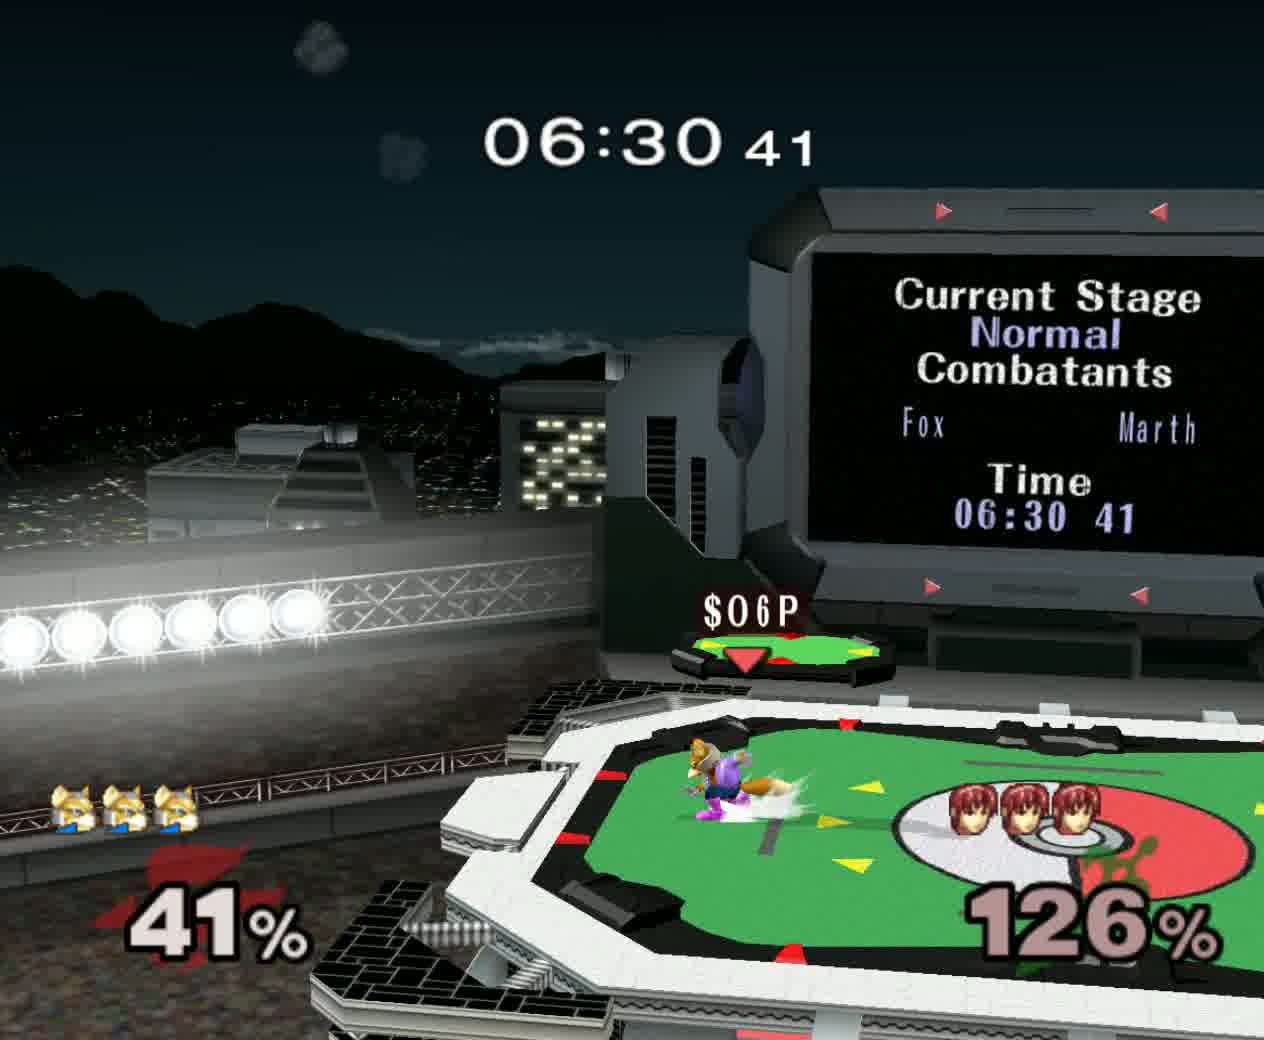 06:30 41
Current Stage
Normal
Combatants
Fox Marth
Time
06:30 41
$06P
41% 126%